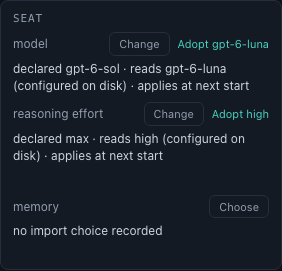 SEAT
model Change Adopt gpt-6-luna
declared gpt-6-sol · reads gpt-6-luna
(configured on disk) · applies at next start
reasoning effort Change Adopt high
declared max · reads high (configured on
disk) · applies at next start
memory Choose
no import choice recorded